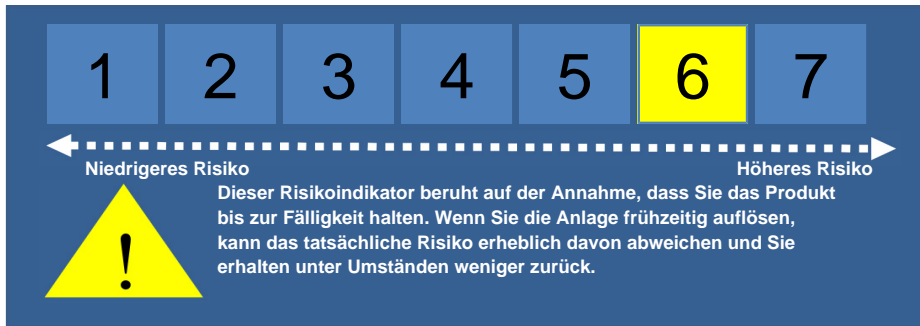 1 2 3 4 5 6 7
Niedrigeres Risiko Höheres Risiko
Dieser Risikoindikator beruht auf der Annahme, dass Sie das Produkt
bis zur Fälligkeit halten. Wenn Sie die Anlage frühzeitig auflösen,
kann das tatsächliche Risiko erheblich davon abweichen und Sie
erhalten unter Umständen weniger zurück.
!